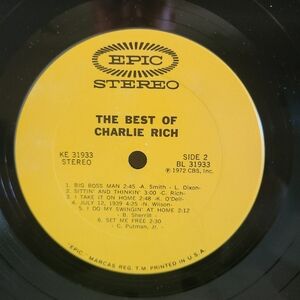 EPIC
STEREO
THE BEST OF
CHARLIE RICH
KE 31933
STEREO
SIDE 2
BL 31933
℗ 1972 CBS, Inc.
1. BIG BOSS MAN 2:45 -A. Smith - L. Dixon-
2. SITTIN' AND THINKIN' 3:00 -C. Rich-
3. I TAKE IT ON HOME 2:48 -K. O'Dell-
4. JULY 12, 1939 4:25 -N. Wilson-
5. I DO MY SWINGIN' AT HOME 2:12
- B. Sherrill -
6. SET ME FREE 2:30
- C. Putman, Jr. -
EPIC - MARCAS REG. T.M. PRINTED IN U.S.A.